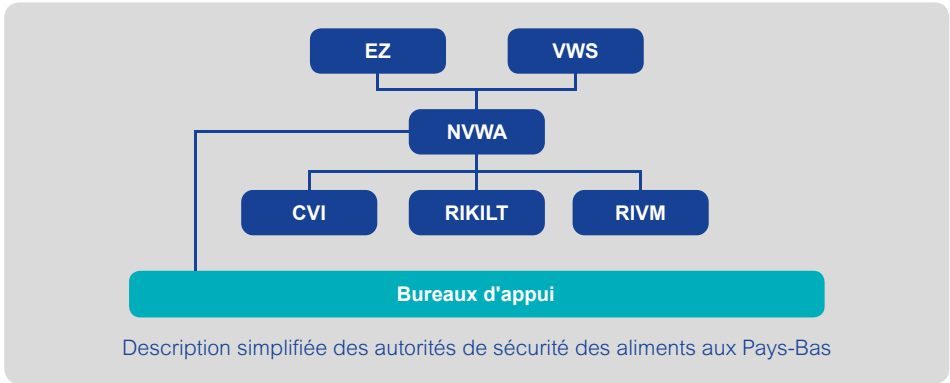 EZ
VWS
NVWA
CVI
RIKILT
RIVM
Bureaux d'appui
Description simplifiée des autorités de sécurité des aliments aux Pays-Bas